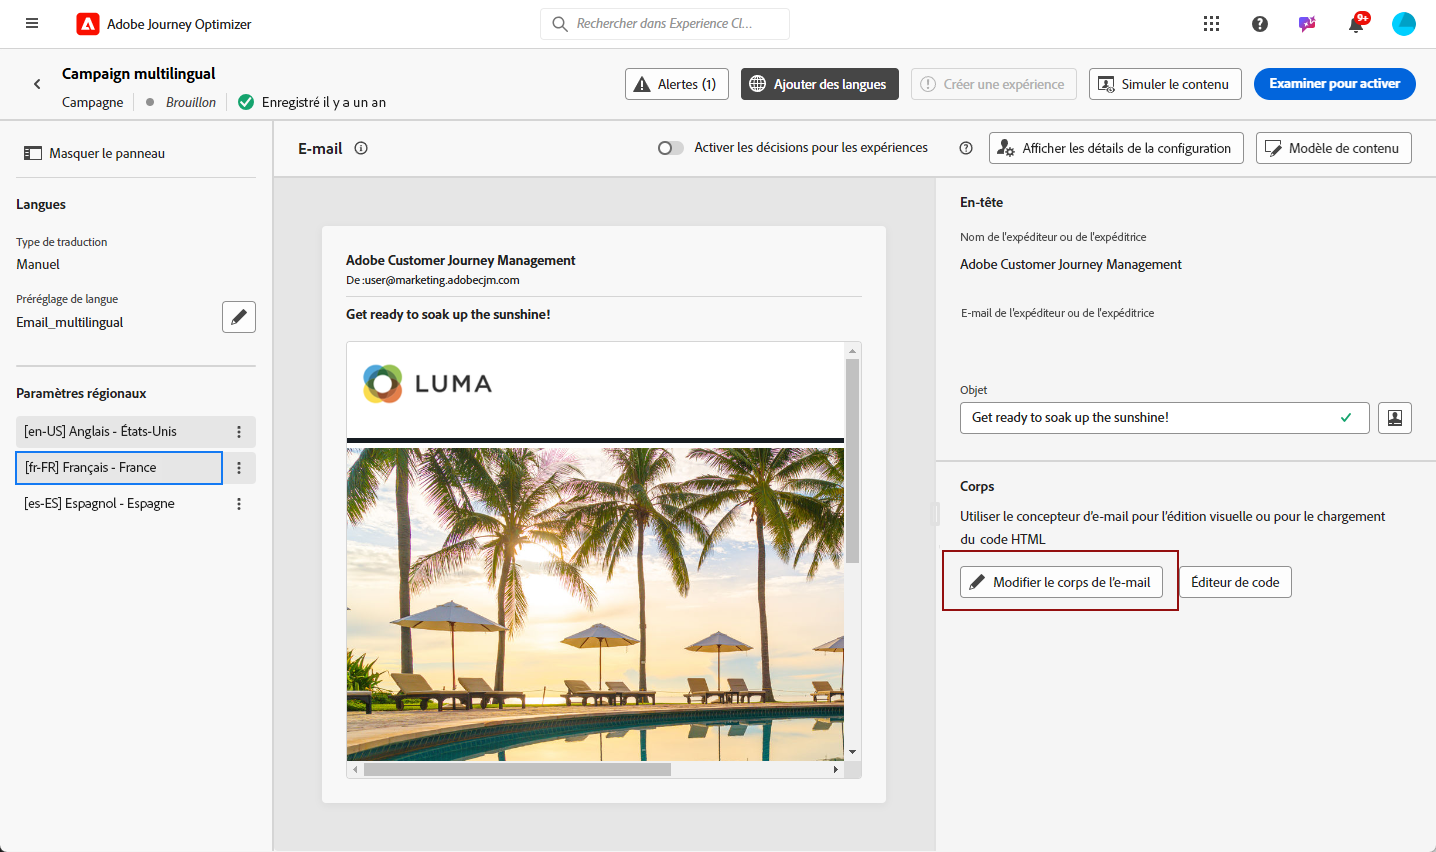 Adobe Journey Optimizer
Rechercher dans Experience Cl...
9+
Campaign multilingual
Campagne
Brouillon
Enregistré il y a un an
Alertes (1)
Ajouter des langues
Créer une expérience
Simuler le contenu
Examiner pour activer
Masquer le panneau
E-mail
Activer les décisions pour les expériences
Afficher les détails de la configuration
Modèle de contenu
Langues
Type de traduction
Manuel
Préréglage de langue
Email_multilingual
Paramètres régionaux
[en-US] Anglais - États-Unis
[fr-FR] Français - France
[es-ES] Espagnol - Espagne
Adobe Customer Journey Management
De :user@marketing.adobecjm.com
Get ready to soak up the sunshine!
LUMA
En-tête
Nom de l'expéditeur ou de l'expéditrice
Adobe Customer Journey Management
E-mail de l'expéditeur ou de l'expéditrice
Objet
Get ready to soak up the sunshine!
Corps
Utiliser le concepteur d'e-mail pour l'édition visuelle ou pour le chargement
du code HTML
Modifier le corps de l'e-mail
Éditeur de code